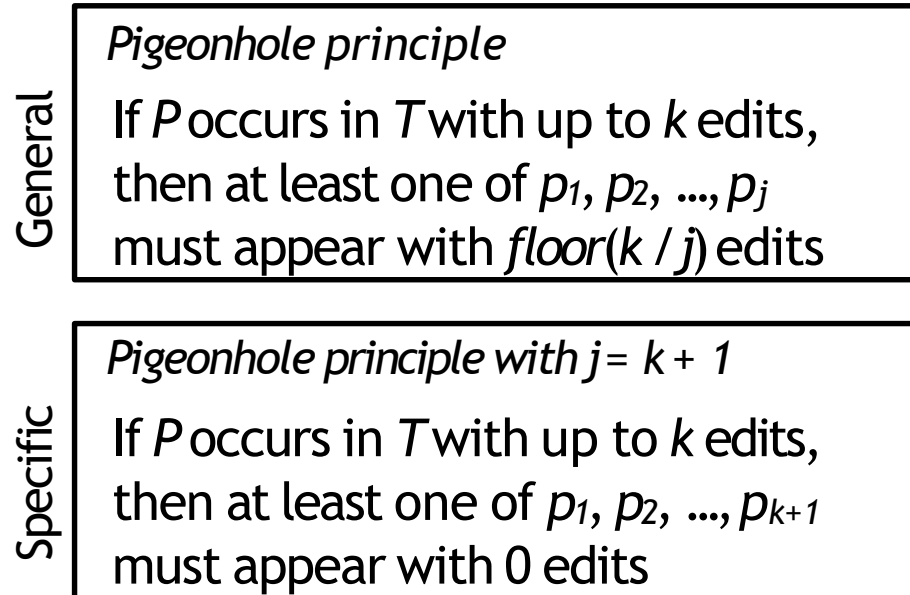 General
Pigeonhole principle
If P occurs in T with up to k edits,
then at least one of p1, p2, ..., pj
must appear with floor(k / j) edits
Specific
Pigeonhole principle with j = k + 1
If P occurs in T with up to k edits,
then at least one of p1, p2, ..., pk+1
must appear with 0 edits